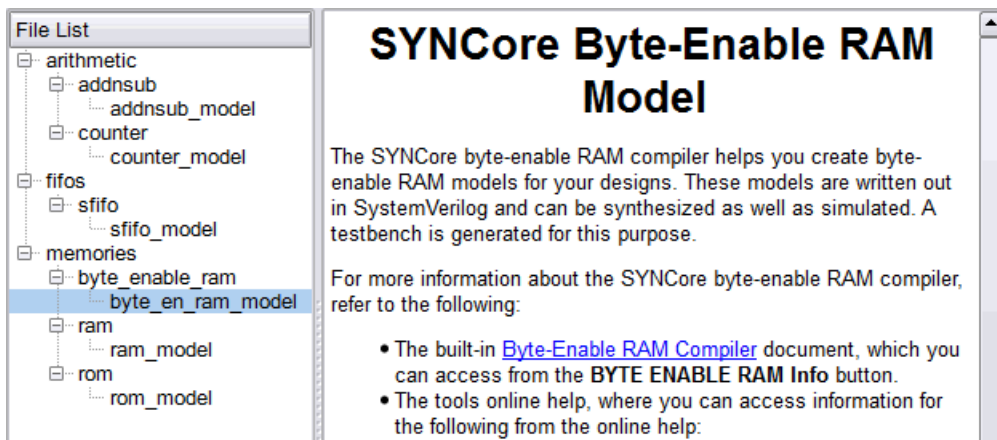 File List
arithmetic
addnsub
addnsub_model
counter
counter_model
fifos
sfifo
sfifo_model
memories
byte_enable_ram
byte_en_ram_model
ram
ram_model
rom
rom_model
SYNCore Byte-Enable RAM
Model
The SYNCore byte-enable RAM compiler helps you create byte-
enable RAM models for your designs. These models are written out
in SystemVerilog and can be synthesized as well as simulated. A
testbench is generated for this purpose.
For more information about the SYNCore byte-enable RAM compiler,
refer to the following:
• The built-in Byte-Enable RAM Compiler document, which you
can access from the BYTE ENABLE RAM Info button.
• The tools online help, where you can access information for
the following from the online help: